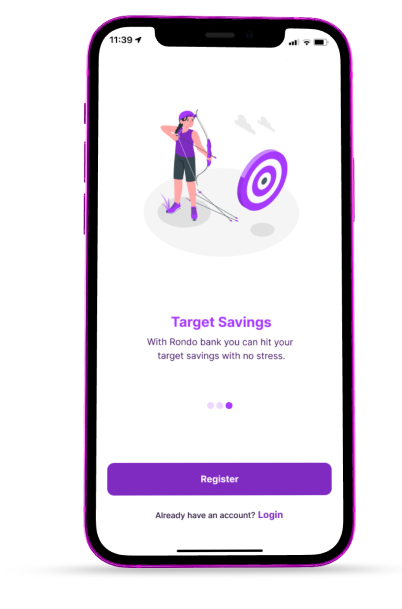 11:39
Target Savings
With Rondo bank you can hit your
target savings with no stress.
Register
Already have an account? Login